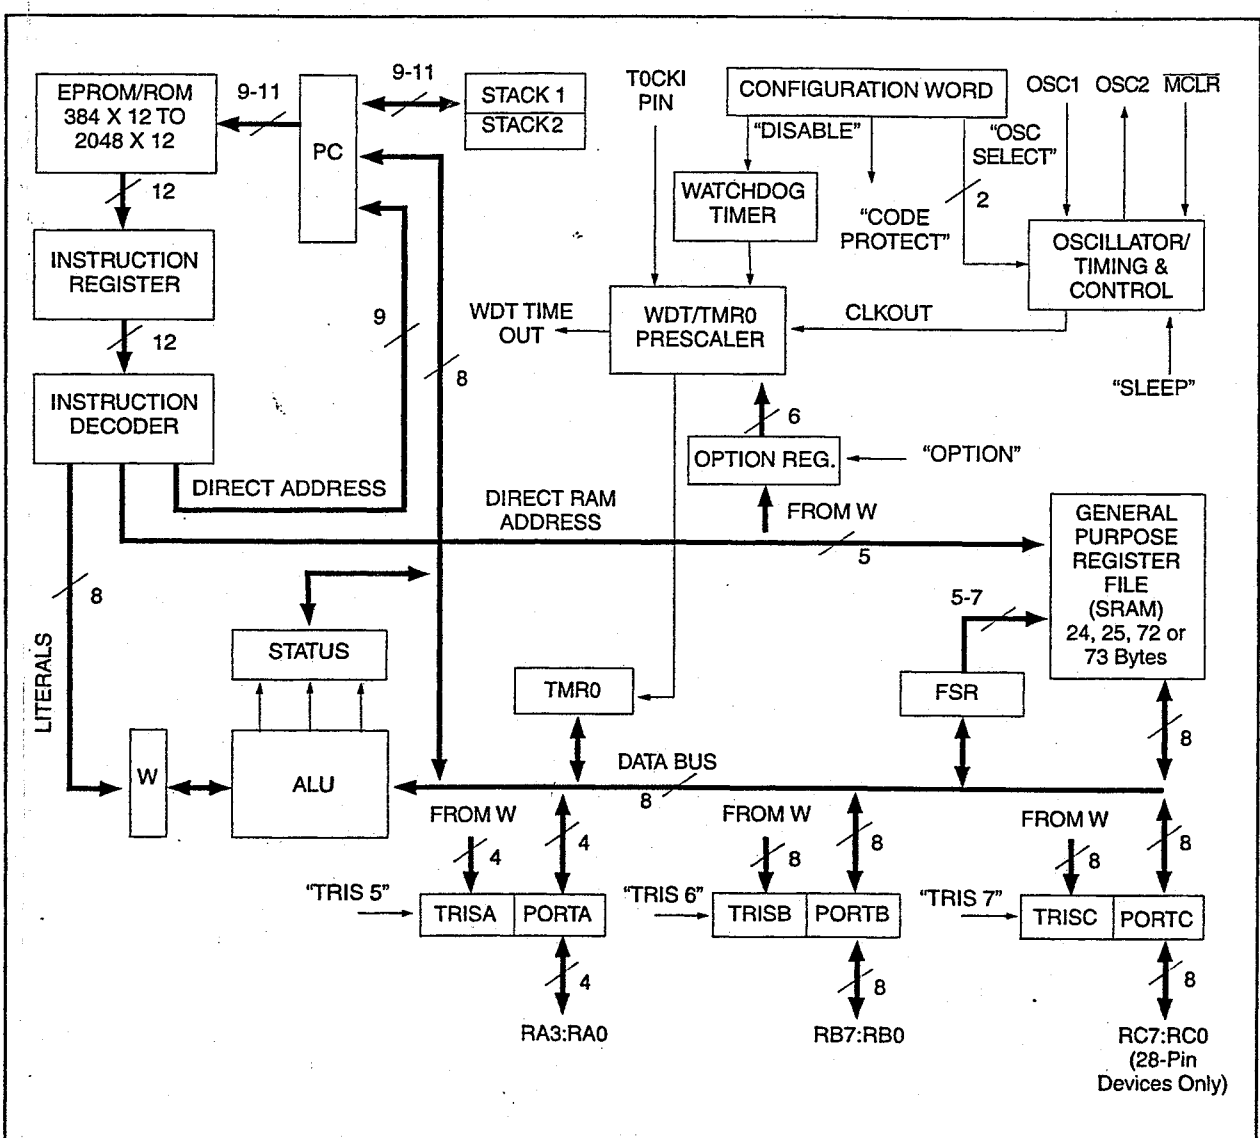 EPROM/ROM
384 X 12 TO
2048 X 12
9-11
PC
9-11
STACK 1
STACK2
T0CKI
PIN
CONFIGURATION WORD
OSC1
OSC2
MCLR
"DISABLE"
"OSC
SELECT"
12
WATCHDOG
TIMER
2
"CODE
PROTECT"
INSTRUCTION
REGISTER
OSCILLATOR/
TIMING &
CONTROL
9
WDT TIME
OUT
WDT/TMR0
PRESCALER
CLKOUT
12
8
"SLEEP"
INSTRUCTION
DECODER
6
OPTION REG.
"OPTION"
DIRECT ADDRESS
DIRECT RAM
ADDRESS
FROM W
5
GENERAL
PURPOSE
REGISTER
FILE
(SRAM)
24, 25, 72 or
73 Bytes
8
LITERALS
5-7
STATUS
TMR0
FSR
8
W
ALU
DATA BUS
8
FROM W
4
4
FROM W
8
8
FROM W
8
8
"TRIS 5"
TRISA
PORTA
"TRIS 6"
TRISB
PORTB
"TRIS 7"
TRISC
PORTC
4
8
8
RA3:RA0
RB7:RB0
RC7:RC0
(28-Pin
Devices Only)